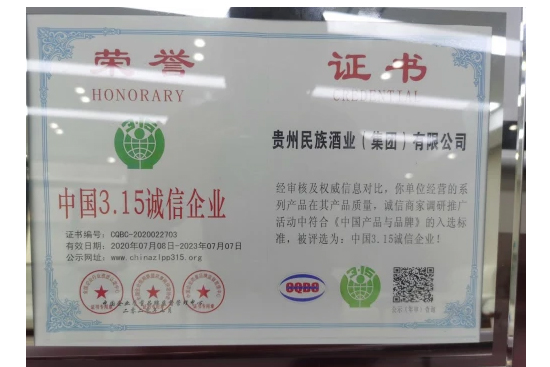 荣誉
HONORARY
证书
CREDENTIAL
3.15
中国3.15诚信企业
证书编号：CQBC-2020022703
有效日期：2020年07月08日-2023年07月07日
公示网址：www.chinazlpp315.org
贵州民族酒业（集团）有限公司
经审核及权威信息对比，你单位经营的系
列产品在其产品质量，诚信商家调研推广
活动中符合《中国产品与品牌》的入选标
准，被评选为：中国3.15诚信企业！
CQBC
3.15